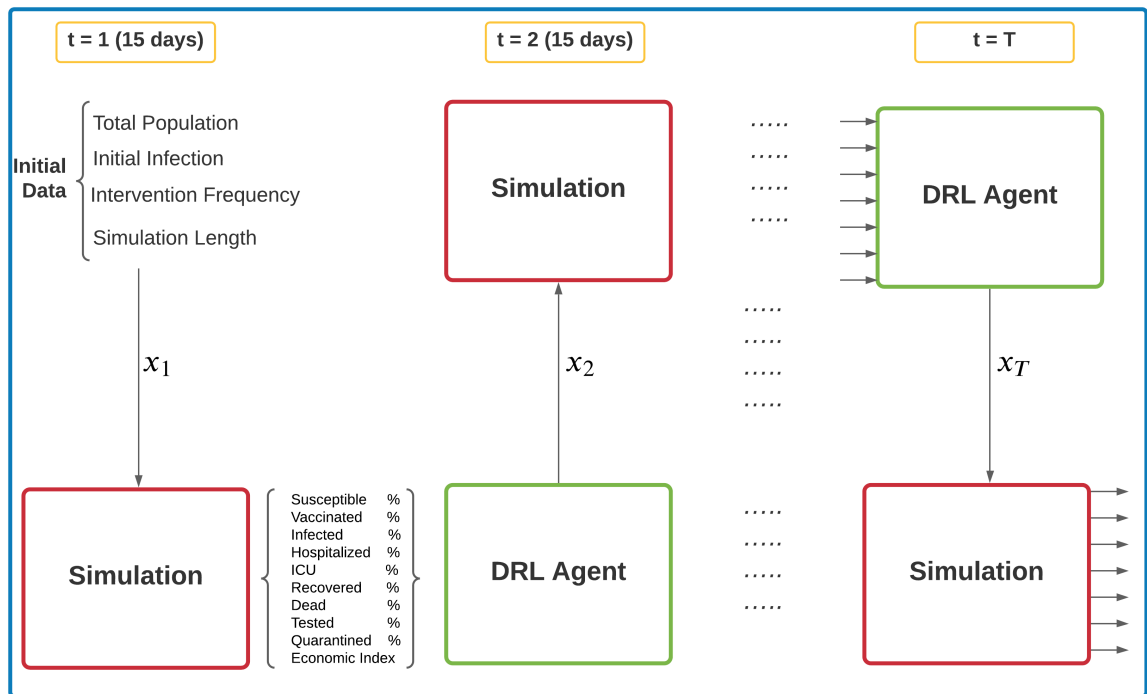 t = 1 (15 days)
t = 2 (15 days)
t = T
Initial
Data
Total Population
Initial Infection
Intervention Frequency
Simulation Length
Simulation
.....
.....
.....
.....
DRL Agent
.....
.....
.....
.....
x1
x2
xT
Simulation
Susceptible %
Vaccinated %
Infected %
Hospitalized %
ICU %
Recovered %
Dead %
Tested %
Quarantined %
Economic Index
DRL Agent
.....
.....
.....
.....
Simulation